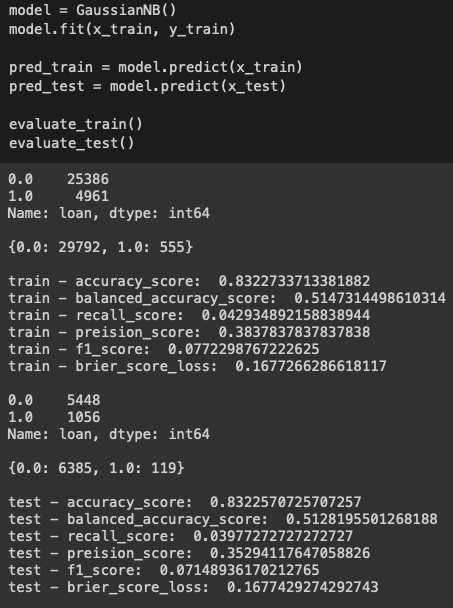 model = GaussianNB()
model.fit(x_train, y_train)
pred_train = model.predict(x_train)
pred_test = model.predict(x_test)
evaluate_train()
evaluate_test()
0.0    25386
1.0     4961
Name: loan, dtype: int64
{0.0: 29792, 1.0: 555}
train - accuracy_score:  0.8322733713381882
train - balanced_accuracy_score:  0.5147314498610314
train - recall_score:  0.042934892158838944
train - preision_score:  0.3837837837837838
train - f1_score:  0.0772298767222625
train - brier_score_loss:  0.1677266286618117
0.0    5448
1.0    1056
Name: loan, dtype: int64
{0.0: 6385, 1.0: 119}
test - accuracy_score:  0.8322570725707257
test - balanced_accuracy_score:  0.5128195501268188
test - recall_score:  0.03977272727272727
test - preision_score:  0.35294117647058826
test - f1_score:  0.07148936170212765
test - brier_score_loss:  0.1677429274292743